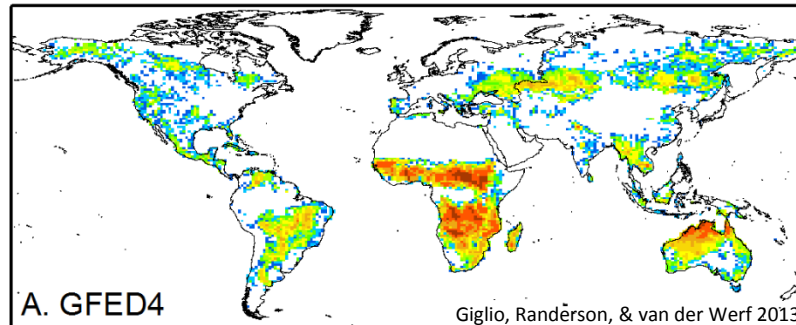 A. GFED4
Giglio, Randerson, & van der Werf 2013